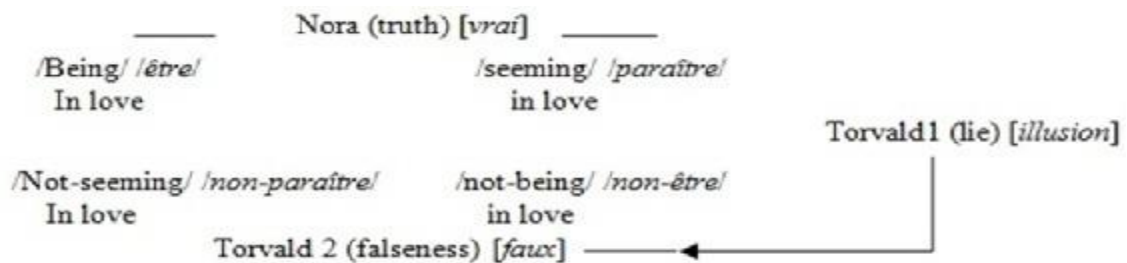 Nora (truth) [vrai]
/Being/ /être/ /seeming/ /paraître/
In love in love
Torvald1 (lie) [illusion]
/Not-seeming/ /non-paraître/ /not-being/ /non-être/
In love in love
Torvald 2 (falseness) [faux]